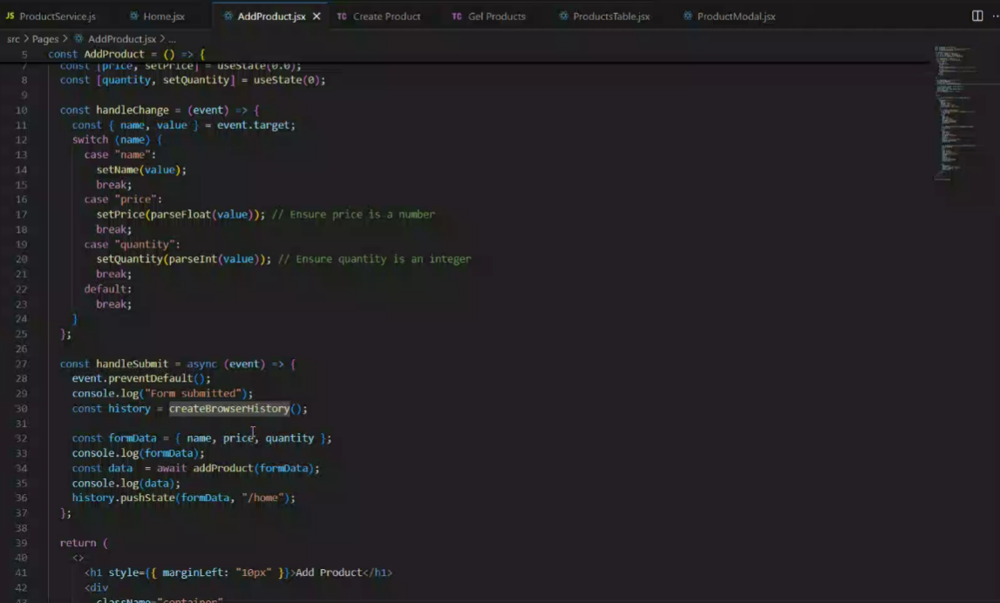 JS ProductService.js Home.jsx AddProduct.jsx × TC Create Product TC Gel Products ProductsTable.jsx ProductModal.jsx
src > Pages > AddProduct.jsx > ...
5 const AddProduct = () => {
7 const [price, setPrice] = useState(0.0);
8 const [quantity, setQuantity] = useState(0);
9
10 const handleChange = (event) => {
11 const { name, value } = event.target;
12 switch (name) {
13 case "name":
14 setName(value);
15 break;
16 case "price":
17 setPrice(parseFloat(value)); // Ensure price is a number
18 break;
19 case "quantity":
20 setQuantity(parseInt(value)); // Ensure quantity is an integer
21 break;
22 default:
23 break;
24 }
25 };
26
27 const handleSubmit = async (event) => {
28 event.preventDefault();
29 console.log("Form submitted");
30 const history = createBrowserHistory();
31
32 const formData = { name, price, quantity };
33 console.log(formData);
34 const data = await addProduct(formData);
35 console.log(data);
36 history.pushState(formData, "/home");
37 };
38
39 return (
40 <>
41 <h1 style={{ marginLeft: "10px" }}>Add Product</h1>
42 <div
43 className="container"